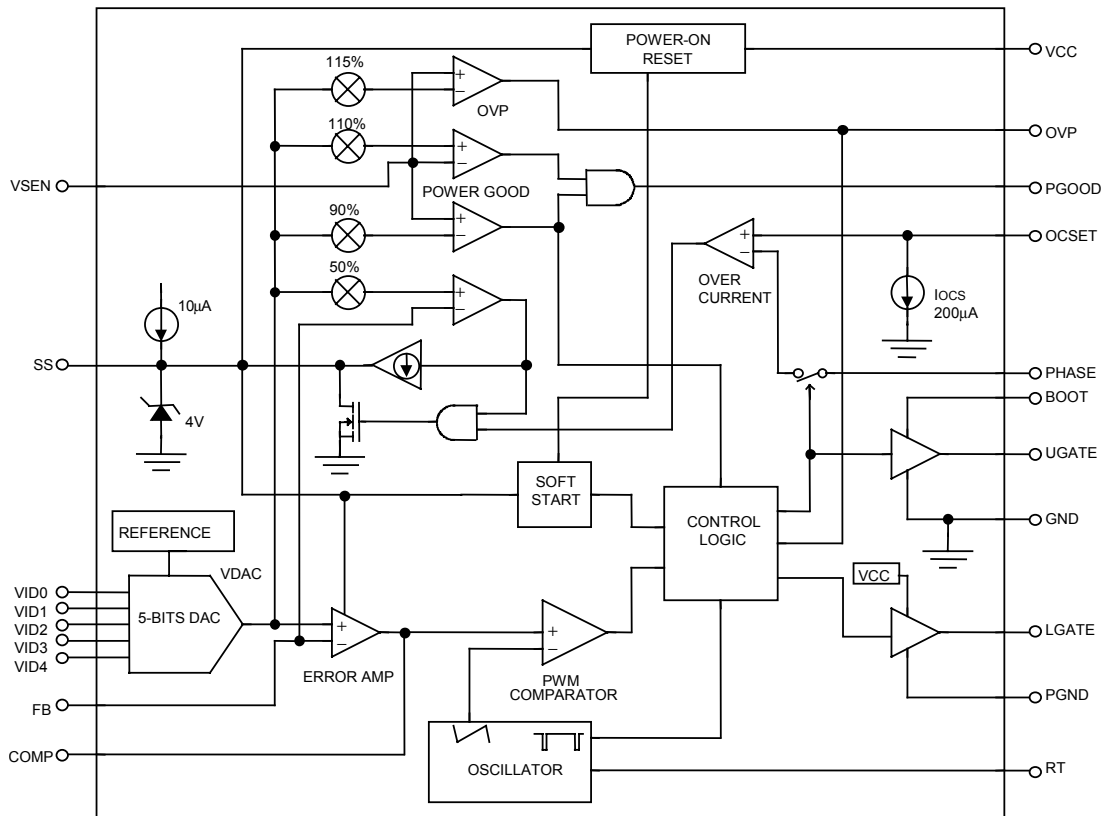 POWER-ON
RESET
VCC
115%
+
−
OVP
OVP
110%
+
−
POWER GOOD
VSEN
PGOOD
90%
+
−
+
−
OCSET
OVER
CURRENT
IOCS
200μA
50%
+
−
10μA
SS
4V
PHASE
BOOT
UGATE
GND
SOFT
START
CONTROL
LOGIC
REFERENCE
VDAC
5-BITS DAC
VID0
VID1
VID2
VID3
VID4
+
−
ERROR AMP
+
−
PWM
COMPARATOR
VCC
LGATE
PGND
FB
COMP
OSCILLATOR
RT